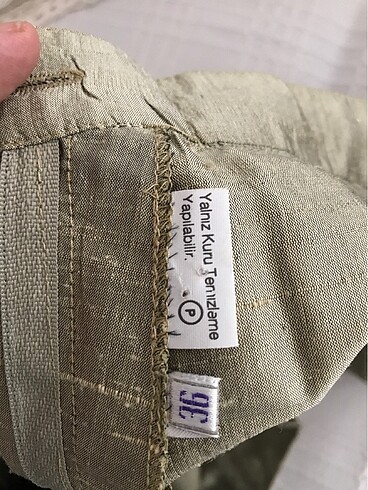 Yalnız Kuru Temizleme
Yapılabilir.
P
36